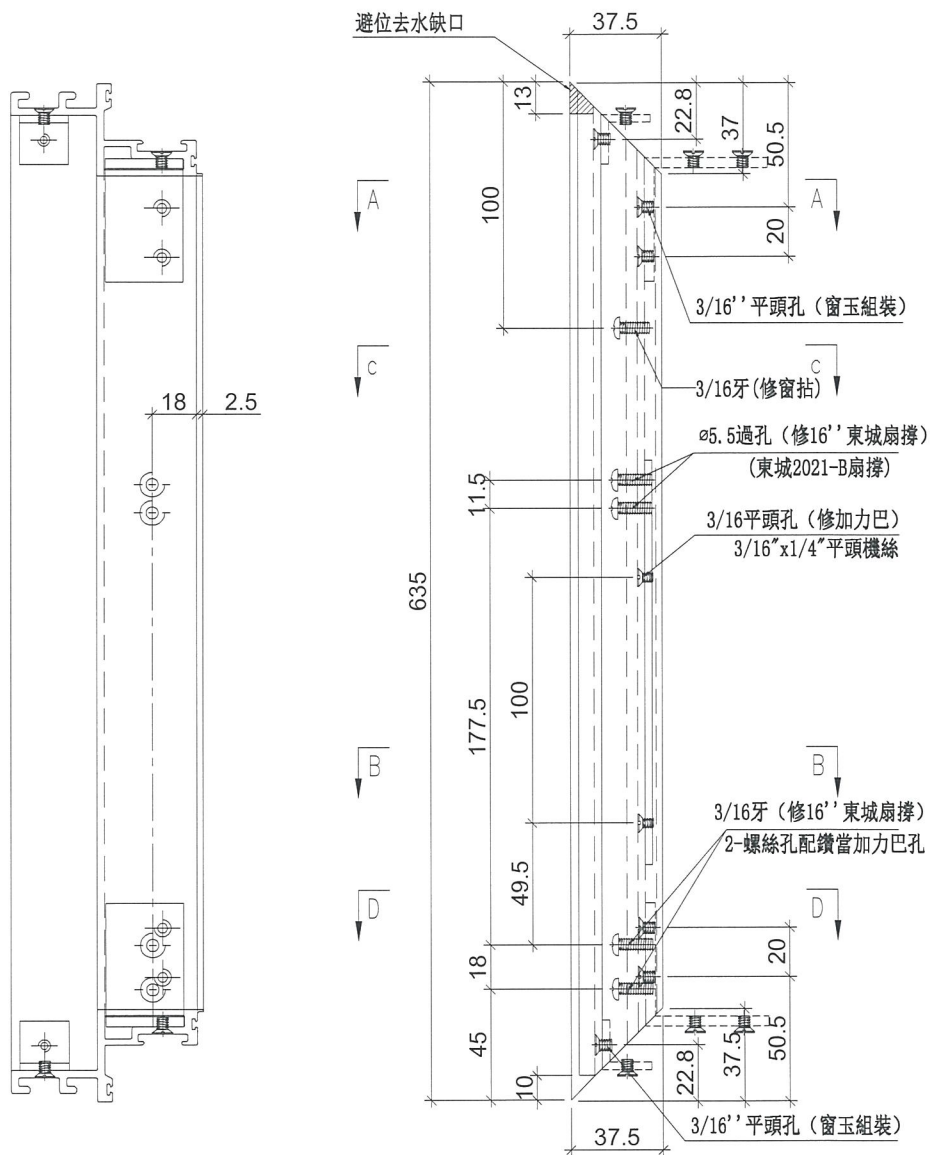 避位去水缺口
37.5
13
22.8
37
50.5
A
A
100
20
3/16''平頭孔（窗玉組裝）
C
C
3/16牙(修窗拈)
18
2.5
ø5.5過孔（修16''東城扇撐）
(東城2021-B扇撐)
11.5
3/16平頭孔（修加力巴）
3/16"x1/4"平頭機絲
635
100
177.5
B
B
3/16牙（修16''東城扇撐）
2-螺絲孔配鑽當加力巴孔
49.5
D
D
20
18
45
50.5
37.5
22.8
10
3/16''平頭孔（窗玉組裝）
37.5